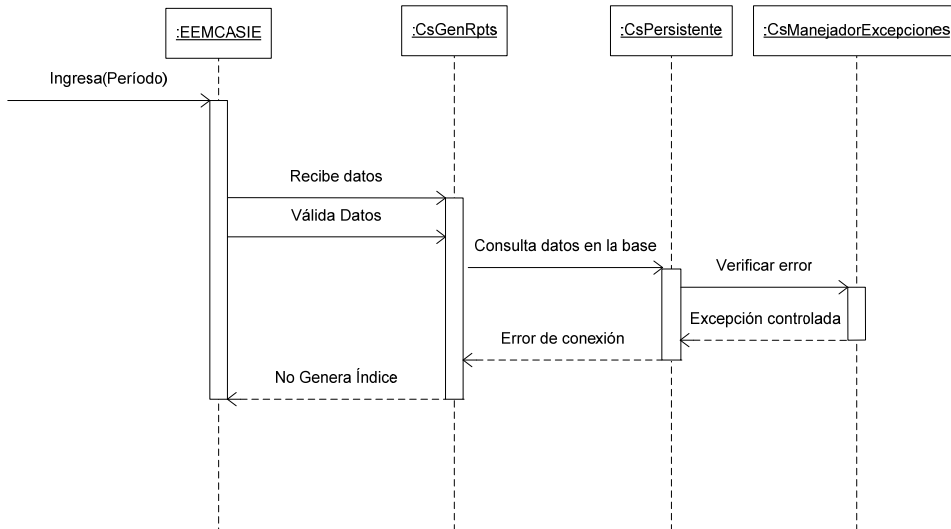 :EEMCASIE
:CsGenRpts
:CsPersistente
:CsManejadorExcepciones
Ingresa(Período)
Recibe datos
Válida Datos
Consulta datos en la base
Verificar error
Excepción controlada
Error de conexión
No Genera Índice